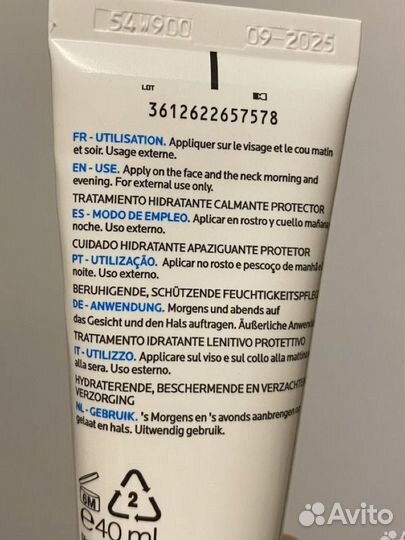 54W900 09-2025
LOT
3612622657578
FR - UTILISATION. Appliquer sur le visage et le cou matin
et soir. Usage externe.
EN - USE. Apply on the face and the neck morning and
evening. For external use only.
TRATAMIENTO HIDRATANTE CALMANTE PROTECTOR
ES - MODO DE EMPLEO. Aplicar en rostro y cuello mañana
noche. Uso externo.
CUIDADO HIDRATANTE APAZIGUANTE PROTETOR
PT - UTILIZAÇÃO. Aplicar no rosto e pescoço de manhã e
noite. Uso externo.
BERUHIGENDE, SCHÜTZENDE FEUCHTIGKEITSPFLEG
DE - ANWENDUNG. Morgens und abends auf
das Gesicht und den Hals auftragen. Äußerliche Anwendun
TRATTAMENTO IDRATANTE LENITIVO PROTETTIVO
IT - UTILIZZO. Applicare sul viso e sul collo alla mattina
alla sera. Uso esterno.
HYDRATERENDE, BESCHERMENDE EN VERZACHTE
VERZORGING
NL - GEBRUIK. 's Morgens en 's avonds aanbrengen op
gelaat en hals. Uitwendig gebruik.
6M
2
e 40 ml
Avito